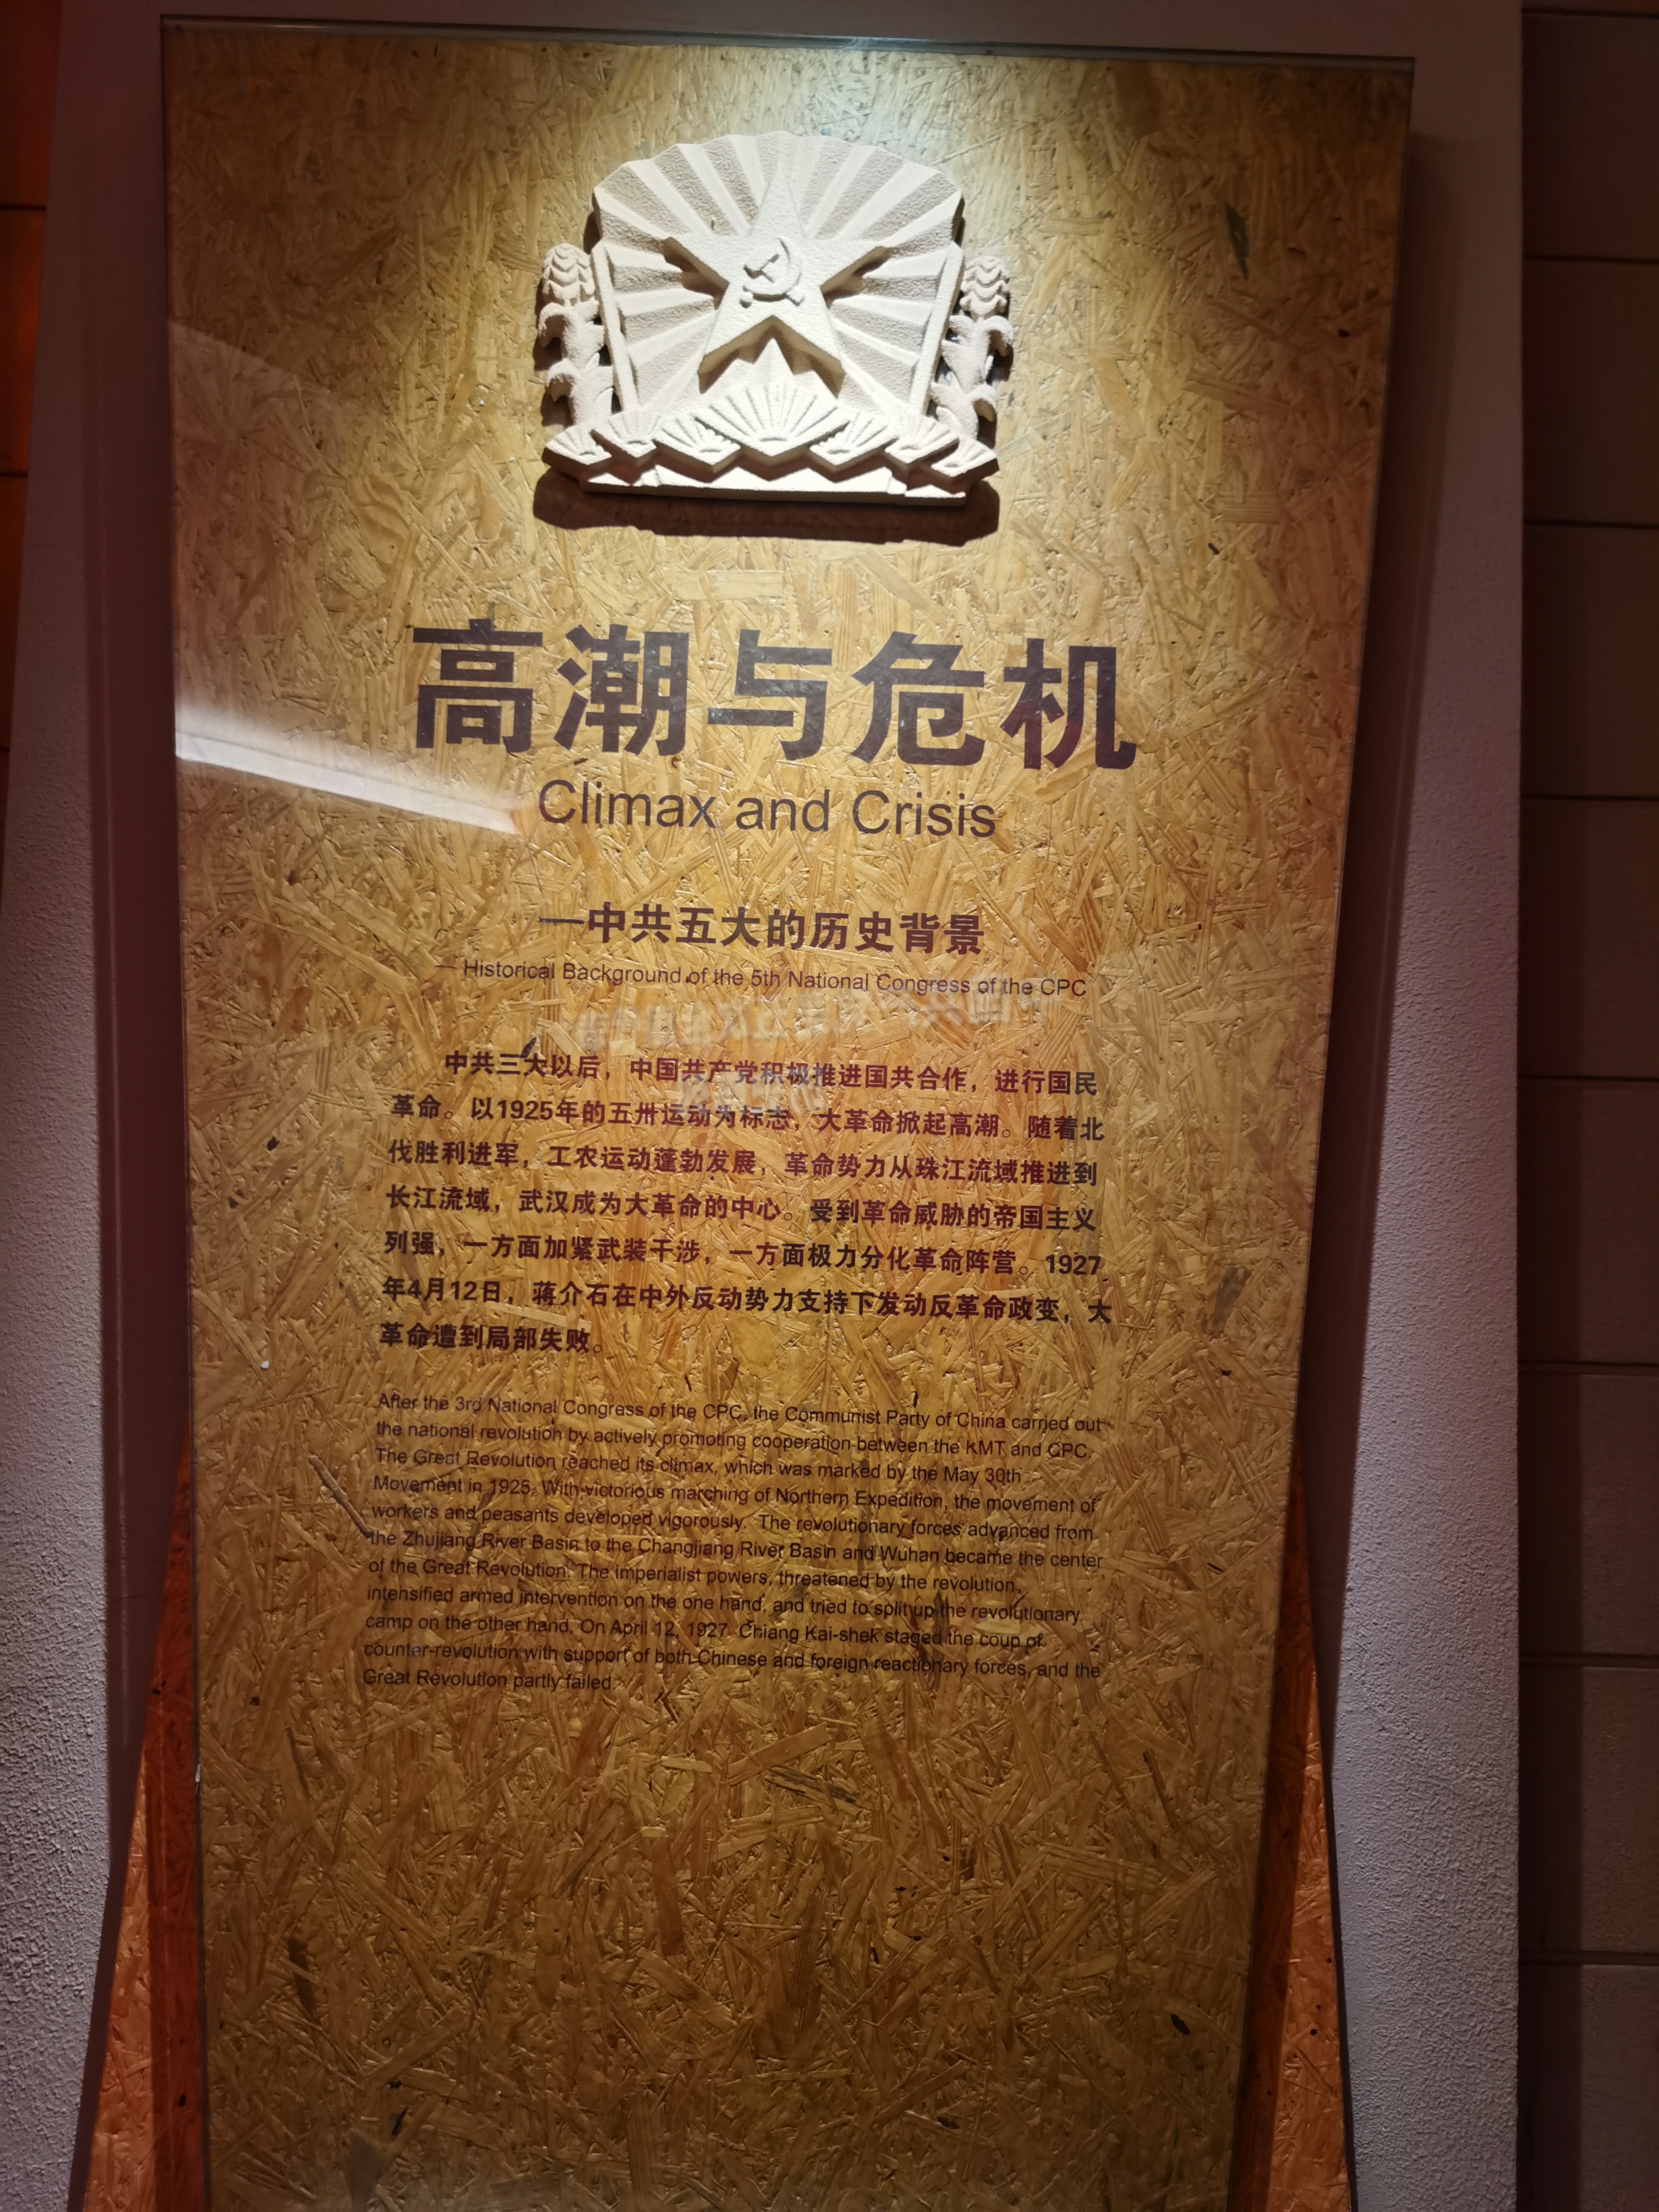 高潮与危机
Climax and Crisis
—中共五大的历史背景
— Historical Background of the 5th National Congress of the CPC
中共三大以后，中国共产党积极推进国共合作，进行国民
革命。以1925年的五卅运动为标志，大革命掀起高潮。随着北
伐胜利进军，工农运动蓬勃发展，革命势力从珠江流域推进到
长江流域，武汉成为大革命的中心。受到革命威胁的帝国主义
列强，一方面加紧武装干涉，一方面极力分化革命阵营。1927
年4月12日，蒋介石在中外反动势力支持下发动反革命政变，大
革命遭到局部失败。
After the 3rd National Congress of the CPC, the Communist Party of China carried out
the national revolution by actively promoting cooperation between the KMT and CPC.
The Great Revolution reached its climax, which was marked by the May 30th
Movement in 1925. With victorious marching of Northern Expedition, the movement of
workers and peasants developed vigorously. The revolutionary forces advanced from
the Zhujiang River Basin to the Changjiang River Basin and Wuhan became the center
of the Great Revolution. The imperialist powers, threatened by the revolution,
intensified armed intervention on the one hand, and tried to split up the revolutionary
camp on the other hand. On April 12, 1927, Chiang Kai-shek staged the coup of
counter-revolution with support of both Chinese and foreign reactionary forces, and the
Great Revolution partly failed.